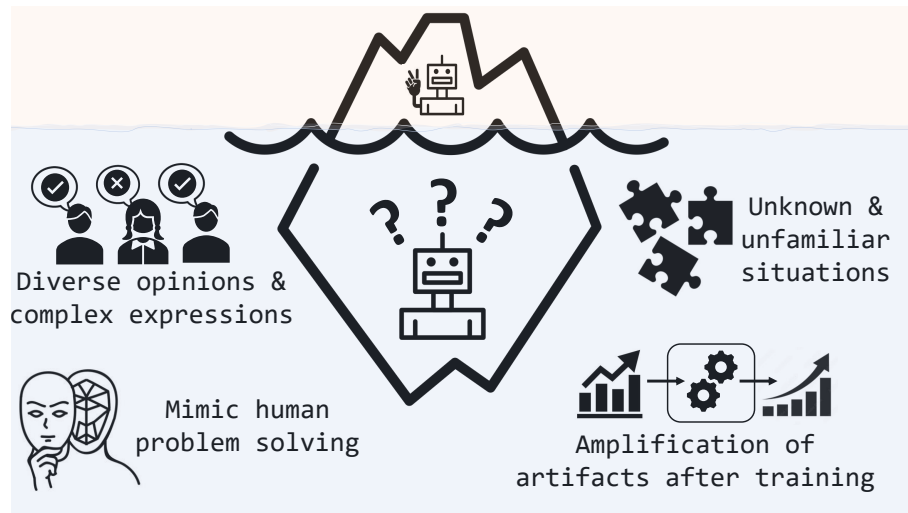 ? ? ?
Diverse opinions &
complex expressions
Unknown &
unfamiliar
situations
Mimic human
problem solving
Amplification of
artifacts after training